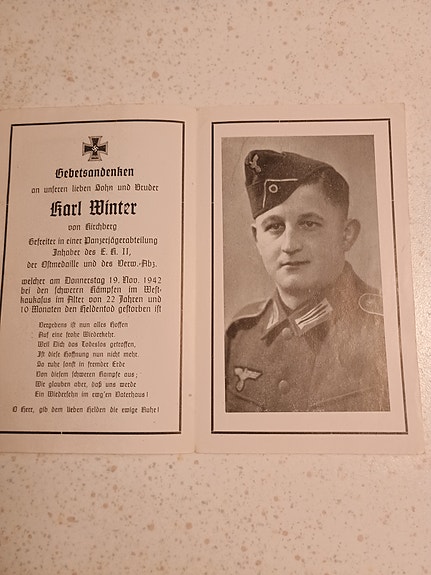 Gebetsandenken
an unseren lieben Sohn und Bruder
Karl Winter
von Kirchberg
Gefreiter in einer Panzerjägerabteilung
Inhaber des E. K. II,
der Ostmedaille und des Verw.-Abz.
welcher am Donnerstag 19. Nov. 1942
bei den schweren Kämpfen im West-
kaukasus im Alter von 22 Jahren und
10 Monaten den Heldentod gestorben ist
Vergebens ist nun alles Hoffen
Auf eine frohe Wiederkehr.
Weil Dich das Todeslos getroffen,
Ist diese Hoffnung nun nicht mehr.
So ruhe sanft in fremder Erde
Von diesem schweren Kampfe aus;
Wir glauben aber, daß uns werde
Ein Wiedersehn im ewg'en Vaterhaus!
O Herr, gib dem lieben Helden die ewige Ruhe!